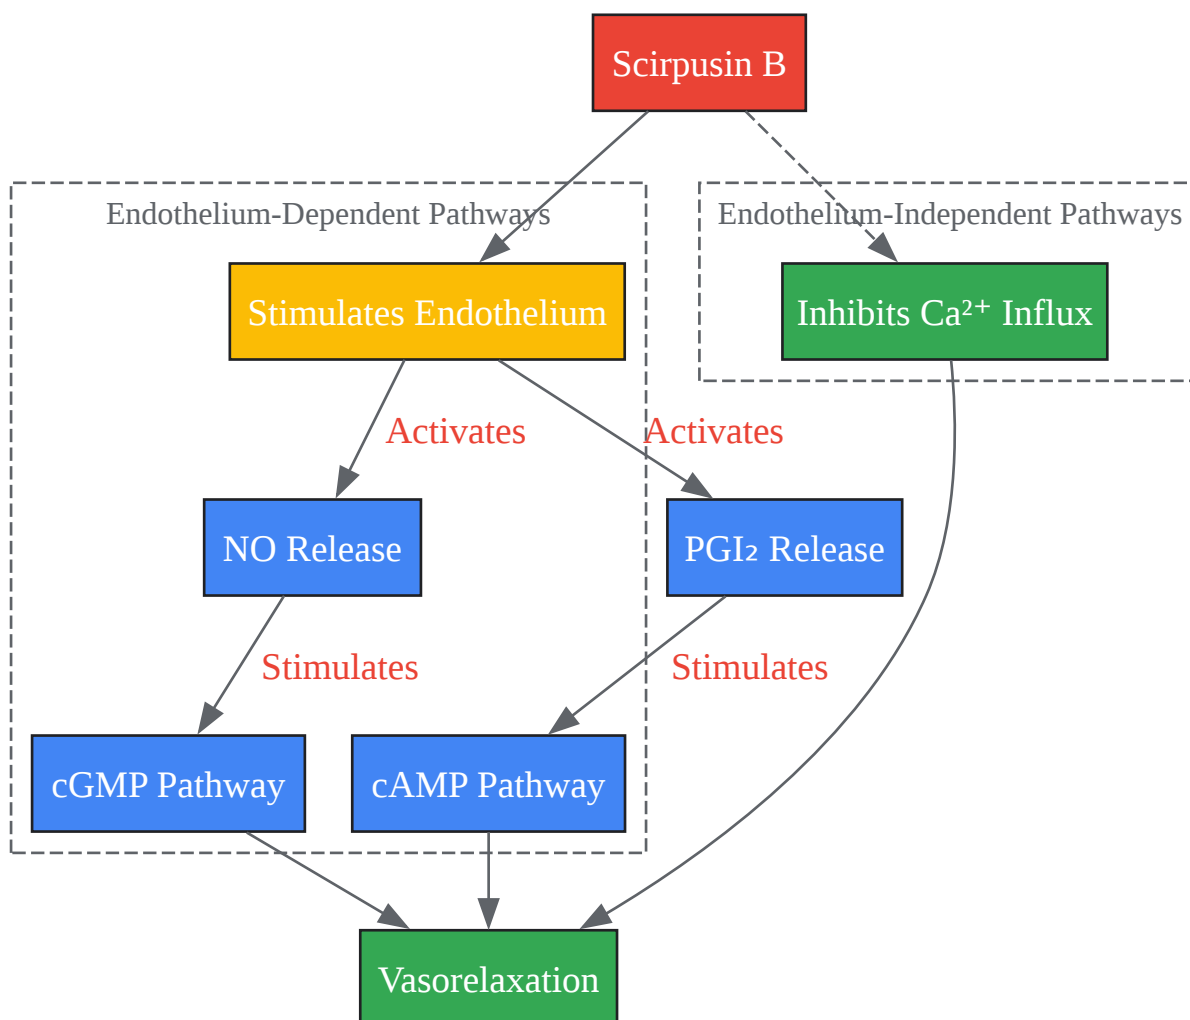 Scirpusin B
Endothelium-Dependent Pathways
Endothelium-Independent Pathways
Stimulates Endothelium
Inhibits Ca²⁺ Influx
Activates
Activates
NO Release
PGI₂ Release
Stimulates
Stimulates
cGMP Pathway
cAMP Pathway
Vasorelaxation